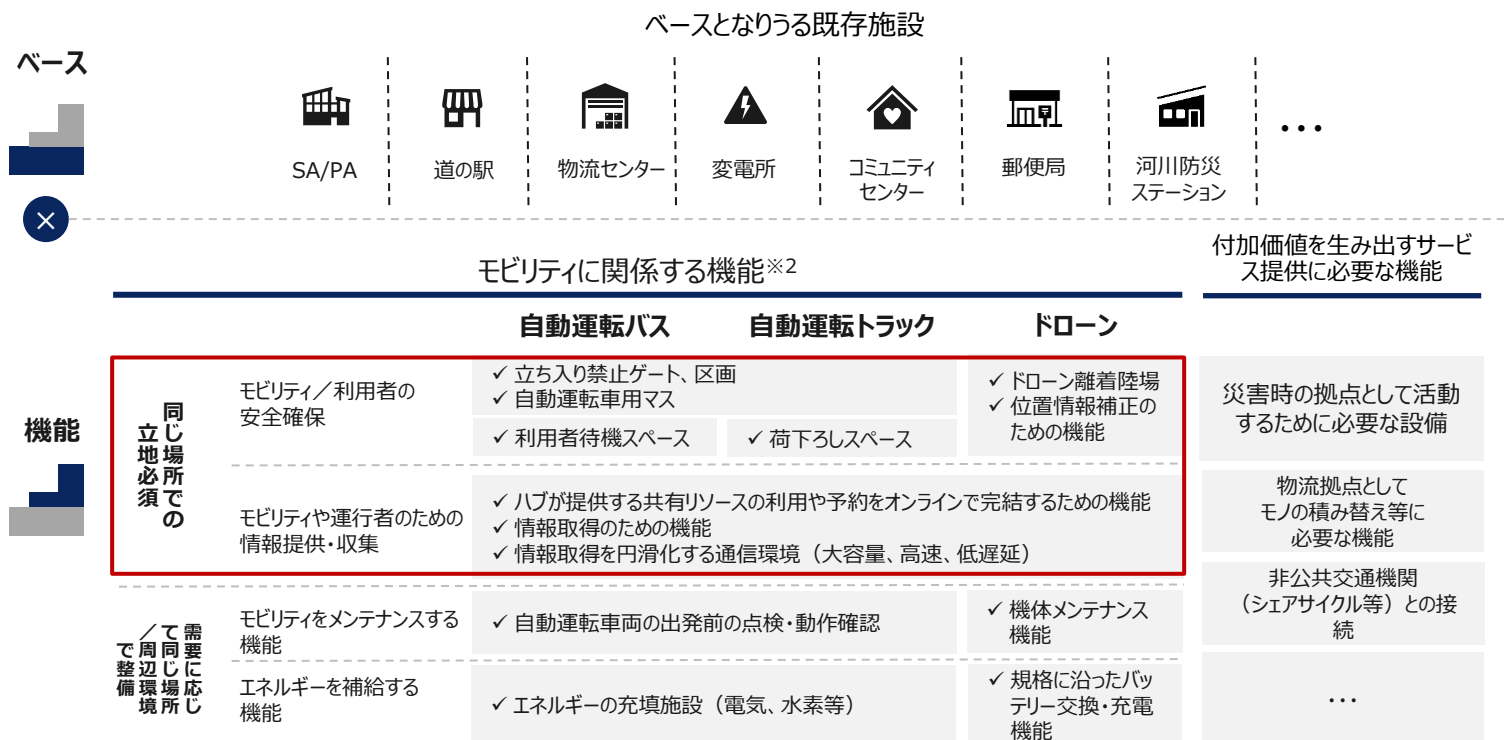 ベースとなりうる既存施設
ベース
SA/PA
道の駅
物流センター
変電所
コミュニティ
センター
郵便局
河川防災
ステーション
…
×
機能
モビリティに関係する機能※2
付加価値を生み出すサービ
ス提供に必要な機能
自動運転バス
自動運転トラック
ドローン
同じ場所での
立地必須
モビリティ／利用者の
安全確保
✓ 立ち入り禁止ゲート、区画
✓ 自動運転車用マス
✓ 利用者待機スペース
✓ 荷下ろしスペース
✓ ドローン離着陸場
✓ 位置情報補正の
ための機能
モビリティや運行者のための
情報提供・収集
✓ ハブが提供する共有リソースの利用や予約をオンラインで完結するための機能
✓ 情報取得のための機能
✓ 情報取得を円滑化する通信環境（大容量、高速、低遅延）
需要に応じ
て同じ場所
／周辺環境
で整備
モビリティをメンテナンスする
機能
✓ 自動運転車両の出発前の点検・動作確認
✓ 機体メンテナンス
機能
エネルギーを補給する
機能
✓ エネルギーの充填施設（電気、水素等）
✓ 規格に沿ったバッ
テリー交換・充電
機能
災害時の拠点として活動
するために必要な設備
物流拠点として
モノの積み替え等に
必要な機能
非公共交通機関
（シェアサイクル等）との接
続
…